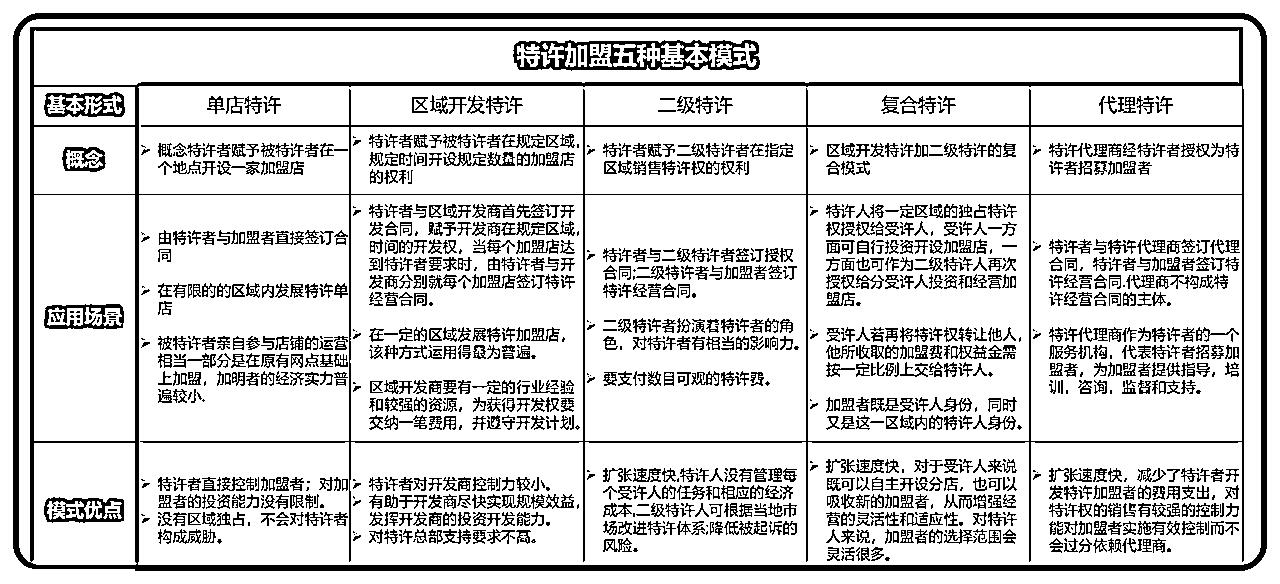 特许加盟五种基本模式
基本形式
单店特许
区域开发特许
二级特许
复合特许
代理特许
概念
➢ 概念特许者赋予被特许者在一
个地点开设一家加盟店
➢ 特许者赋予被特许者在规定区域,
规定时间开设规定数量的加盟店
的权利
➢ 特许者赋予二级特许者在指定
区域销售特许权的权利
➢ 区域开发特许加二级特许的复
合模式
➢ 特许代理商经特许者授权为特
许者招募加盟者
应用场景
➢ 由特许者与加盟者直接签订合
同
➢ 在有限的的区域内发展特许单
店
➢ 被特许者亲自参与店铺的运营
相当一部分是在原有网点基础
上加盟，加明者的经济实力普
遍较小.
➢ 特许者与区域开发商首先签订开
发合同，赋予开发商在规定区域,
时间的开发权，当每个加盟店达
到特许者要求时，由特许者与开
发商分别就每个加盟店签订特许
经营合同。
➢ 在一定的区域发展特许加盟店，
该种方式运用得最为普遍。
➢ 区域开发商要有一定的行业经验
和较强的资源，为获得开发权要
交纳一笔费用，并遵守开发计划.
➢ 特许者与二级特许者签订授权
合同;二级特许者与加盟者签订
特许经营合同。
➢ 二级特许者扮演着特许者的角
色，对特许者有相当的影响力。
➢ 要支付数目可观的特许费。
➢ 特许人将一定区域的独占特许
权授权给受许人，受许人一方
面可自行投资开设加盟店，一
方面也可作为二级特许人再次
授权给分受许人投资和经营加
盟店。
➢ 受许人若再将特许权转让他人，
他所收取的加盟费和权益金需
按一定比例上交给特许人。
➢ 加盟者既是受许人身份，同时
又是这一区域内的特许人身份。
➢ 特许者与特许代理商签订代理
合同，特许者与加盟者签订特
许经营合同.代理商不构成特
许经营合同的主体。
➢ 特许代理商作为特许者的一个
服务机构，代表特许者招募加
盟者，为加盟者提供指导，培
训，咨询，监督和支持。
模式优点
➢ 特许者直接控制加盟者；对加
盟者的投资能力没有限制。
➢ 没有区域独占，不会对特许者
构成威胁。
➢ 特许者对开发商控制力较小。
➢ 有助于开发商尽快实现规模效益，
发挥开发商的投资开发能力。
➢ 对特许总部支持要求不高。
➢ 扩张速度快,特许人没有管理每
个受许人的任务和相应的经济
成本,二级特许人可根据当地市
场改进特许体系;降低被起诉的
风险。
➢ 扩张速度快，对于受许人来说
既可以自主开设分店，也可以
吸收新的加盟者，从而增强经
营的灵活性和适应性。对特许
人来说，加盟者的选择范围会
灵活很多。
➢ 扩张速度快，减少了特许者开
发特许加盟者的费用支出，对
特许权的销售有较强的控制力
能对加盟者实施有效控制而不
会过分依赖代理商。